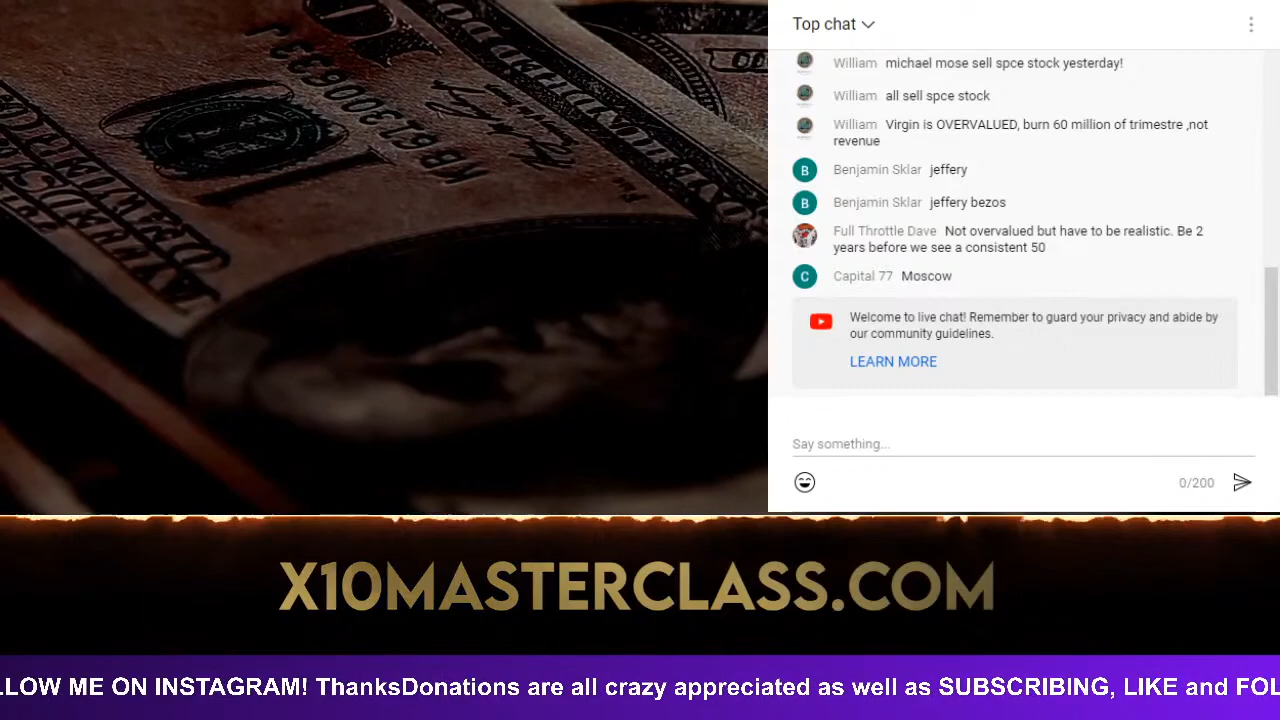 Top chat
William michael mose sell spce stock yesterday!
William all sell spce stock
William Virgin is OVERVALUED, burn 60 million of trimestre ,not
revenue
B Benjamin Sklar jeffery
B Benjamin Sklar jeffery bezos
Full Throttle Dave Not overvalued but have to be realistic. Be 2
years before we see a consistent 50
C Capital 77 Moscow
Welcome to live chat! Remember to guard your privacy and abide by
our community guidelines.
LEARN MORE
Say something...
0/200
X10MASTERCLASS.COM
LLOW ME ON INSTAGRAM! ThanksDonations are all crazy appreciated as well as SUBSCRIBING, LIKE and FOL